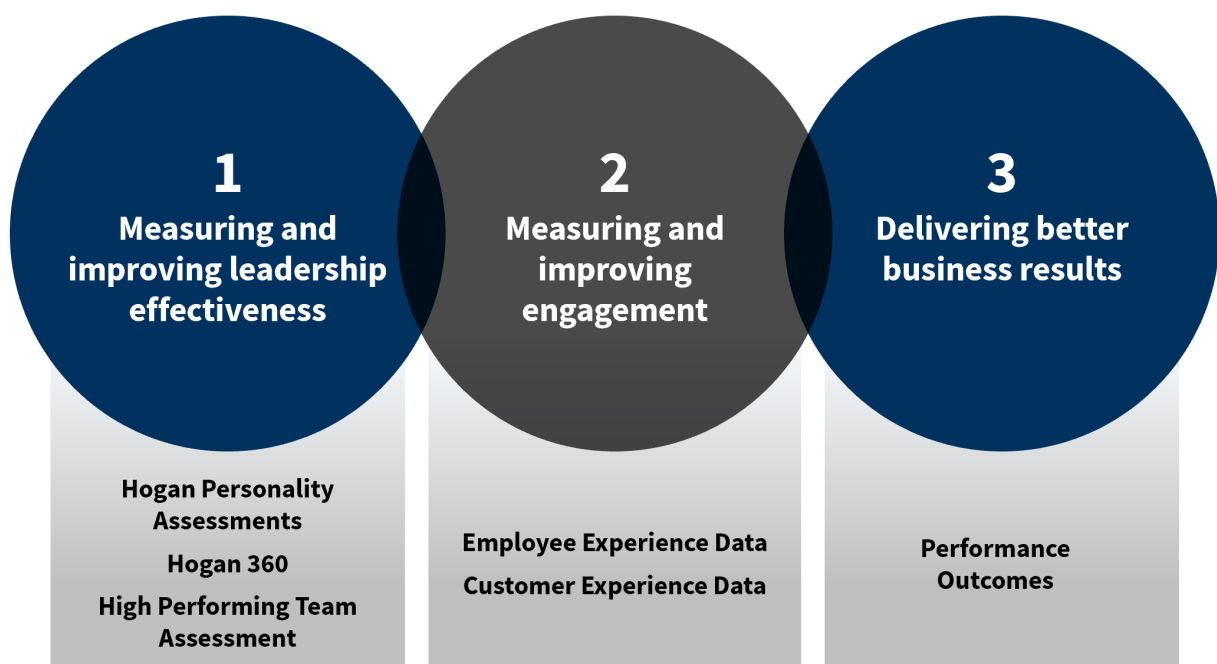 1
Measuring and
improving leadership
effectiveness
Hogan Personality
Assessments
Hogan 360
High Performing Team
Assessment
2
Measuring and
improving
engagement
Employee Experience Data
Customer Experience Data
3
Delivering better
business results
Performance
Outcomes